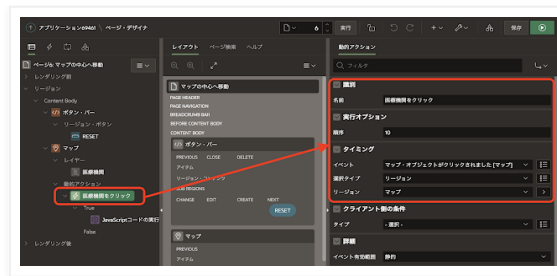 アプリケーション69461 \ ページ・デザイナ
6
実行
保存
ページ6: マップの中心へ移動
レンダリング前
リージョン
Content Body
ボタン・バー
リージョン・ボタン
RESET
マップ
レイヤー
医療機関
動的アクション
医療機関をクリック
True
JavaScriptコードの実行
False
レンダリング後
レイアウト ページ検索 ヘルプ
マップの中心へ移動
PAGE HEADER
PAGE NAVIGATION
BREADCRUMB BAR
BEFORE CONTENT BODY
CONTENT BODY
ボタン・バー
PREVIOUS CLOSE DELETE
アイテム
リージョン・コンテンツ
SUB REGIONS
CHANGE EDIT CREATE NEXT
RESET
マップ
PREVIOUS
アイテム
動的アクション
フィルタ
識別
名前 医療機関をクリック
実行オプション
順序 10
タイミング
イベント マップ・オブジェクトがクリックされました [マップ]
選択タイプ リージョン
リージョン マップ
クライアント側の条件
タイプ - 選択 -
詳細
イベント有効範囲 静的